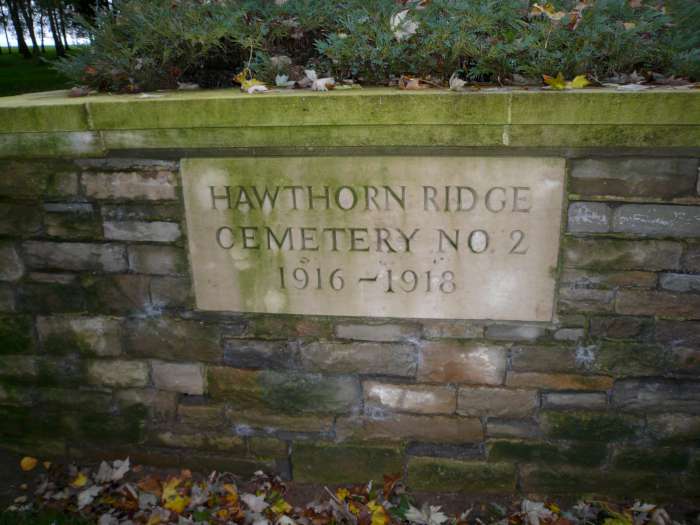 HAWTHORN RIDGE
CEMETERY NO. 2
1916 – 1918